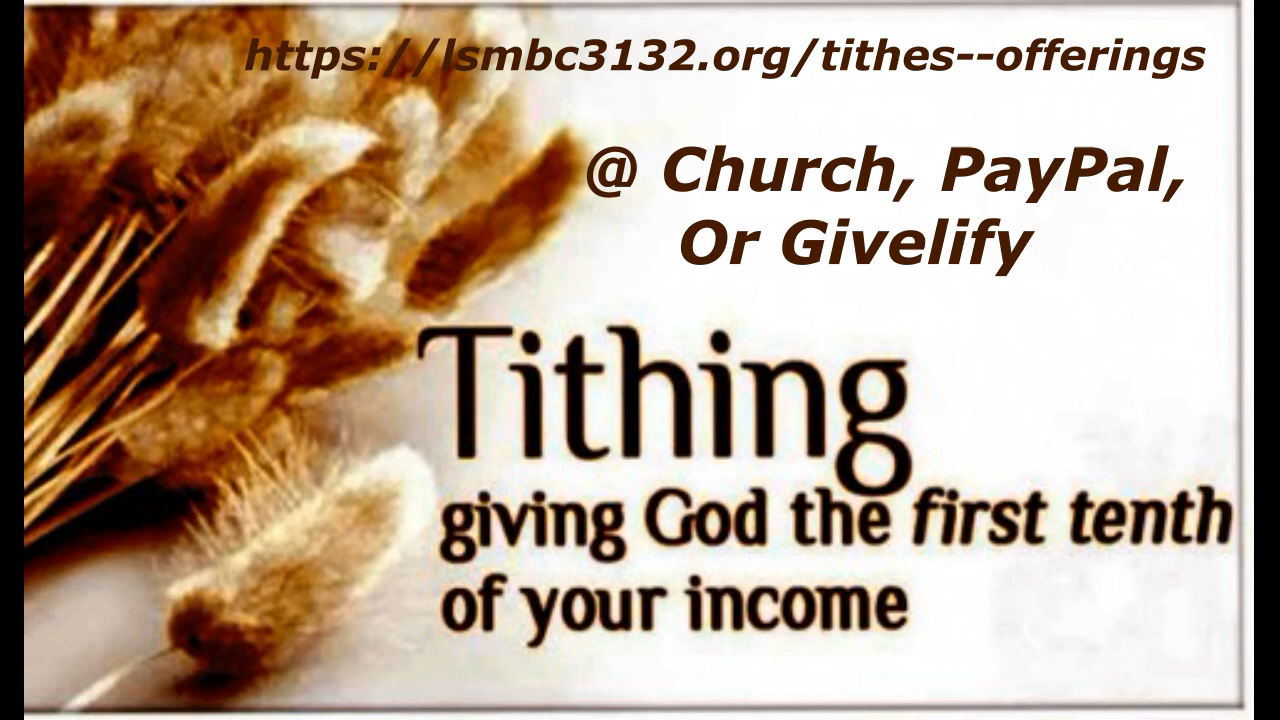 https://lsmbc3132.org/tithes--offerings
@ Church, PayPal,
Or Givelify
Tithing
giving God the first tenth
of your income